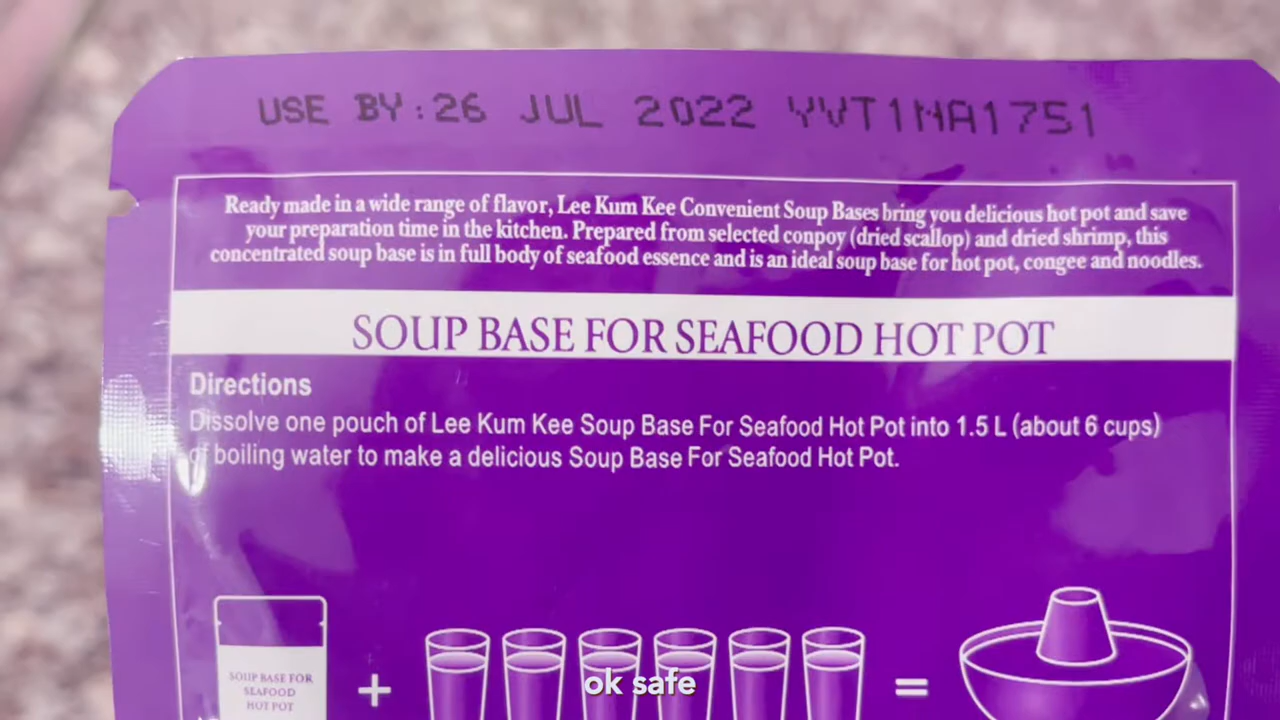 USE BY:26 JUL 2022 YVT1MA1751
Ready made in a wide range of flavor, Lee Kum Kee Convenient Soup Bases bring you delicious hot pot and save
your preparation time in the kitchen. Prepared from selected conpoy (dried scallop) and dried shrimp, this
concentrated soup base is in full body of seafood essence and is an ideal soup base for hot pot, congee and noodles.
SOUP BASE FOR SEAFOOD HOT POT
Directions
Dissolve one pouch of Lee Kum Kee Soup Base For Seafood Hot Pot into 1.5 L (about 6 cups)
of boiling water to make a delicious Soup Base For Seafood Hot Pot.
SOUP BASE FOR
SEAFOOD
HOT POT
+
=
ok safe